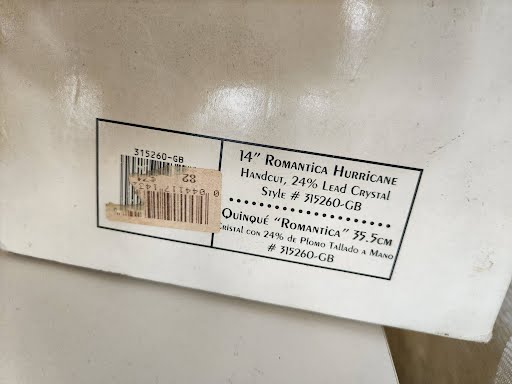 315260-GB
14" Romantica Hurricane
Handcut, 24% Lead Crystal
Style # 315260-GB
Quinqué "Romantica" 35.5cm
Cristal con 24% de Plomo Tallado a Mano
# 315260-GB
82